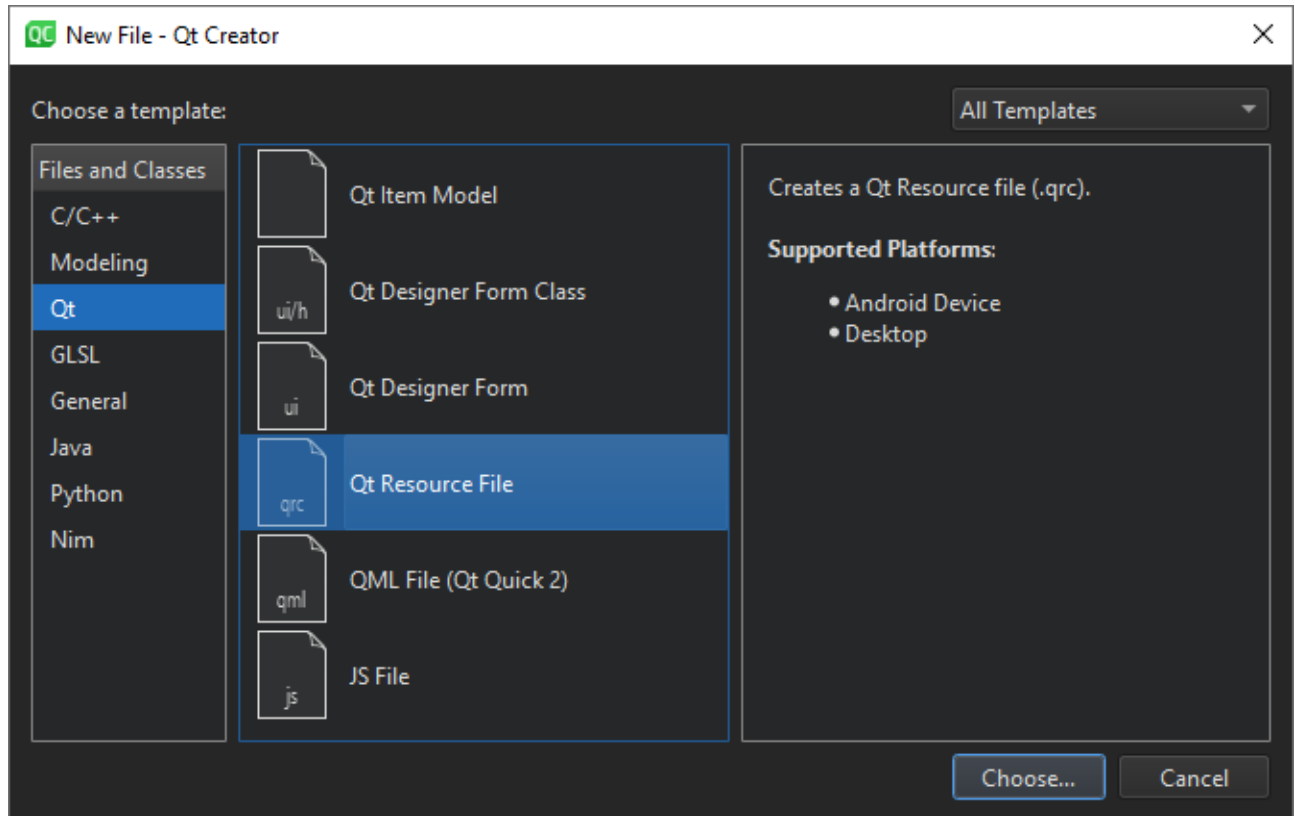 QC New File - Qt Creator
Choose a template:
All Templates
Files and Classes
C/C++
Modeling
Qt
GLSL
General
Java
Python
Nim
Qt Item Model
ui/h
Qt Designer Form Class
ui
Qt Designer Form
qrc
Qt Resource File
qml
QML File (Qt Quick 2)
js
JS File
Creates a Qt Resource file (.qrc).
Supported Platforms:
• Android Device
• Desktop
Choose...
Cancel